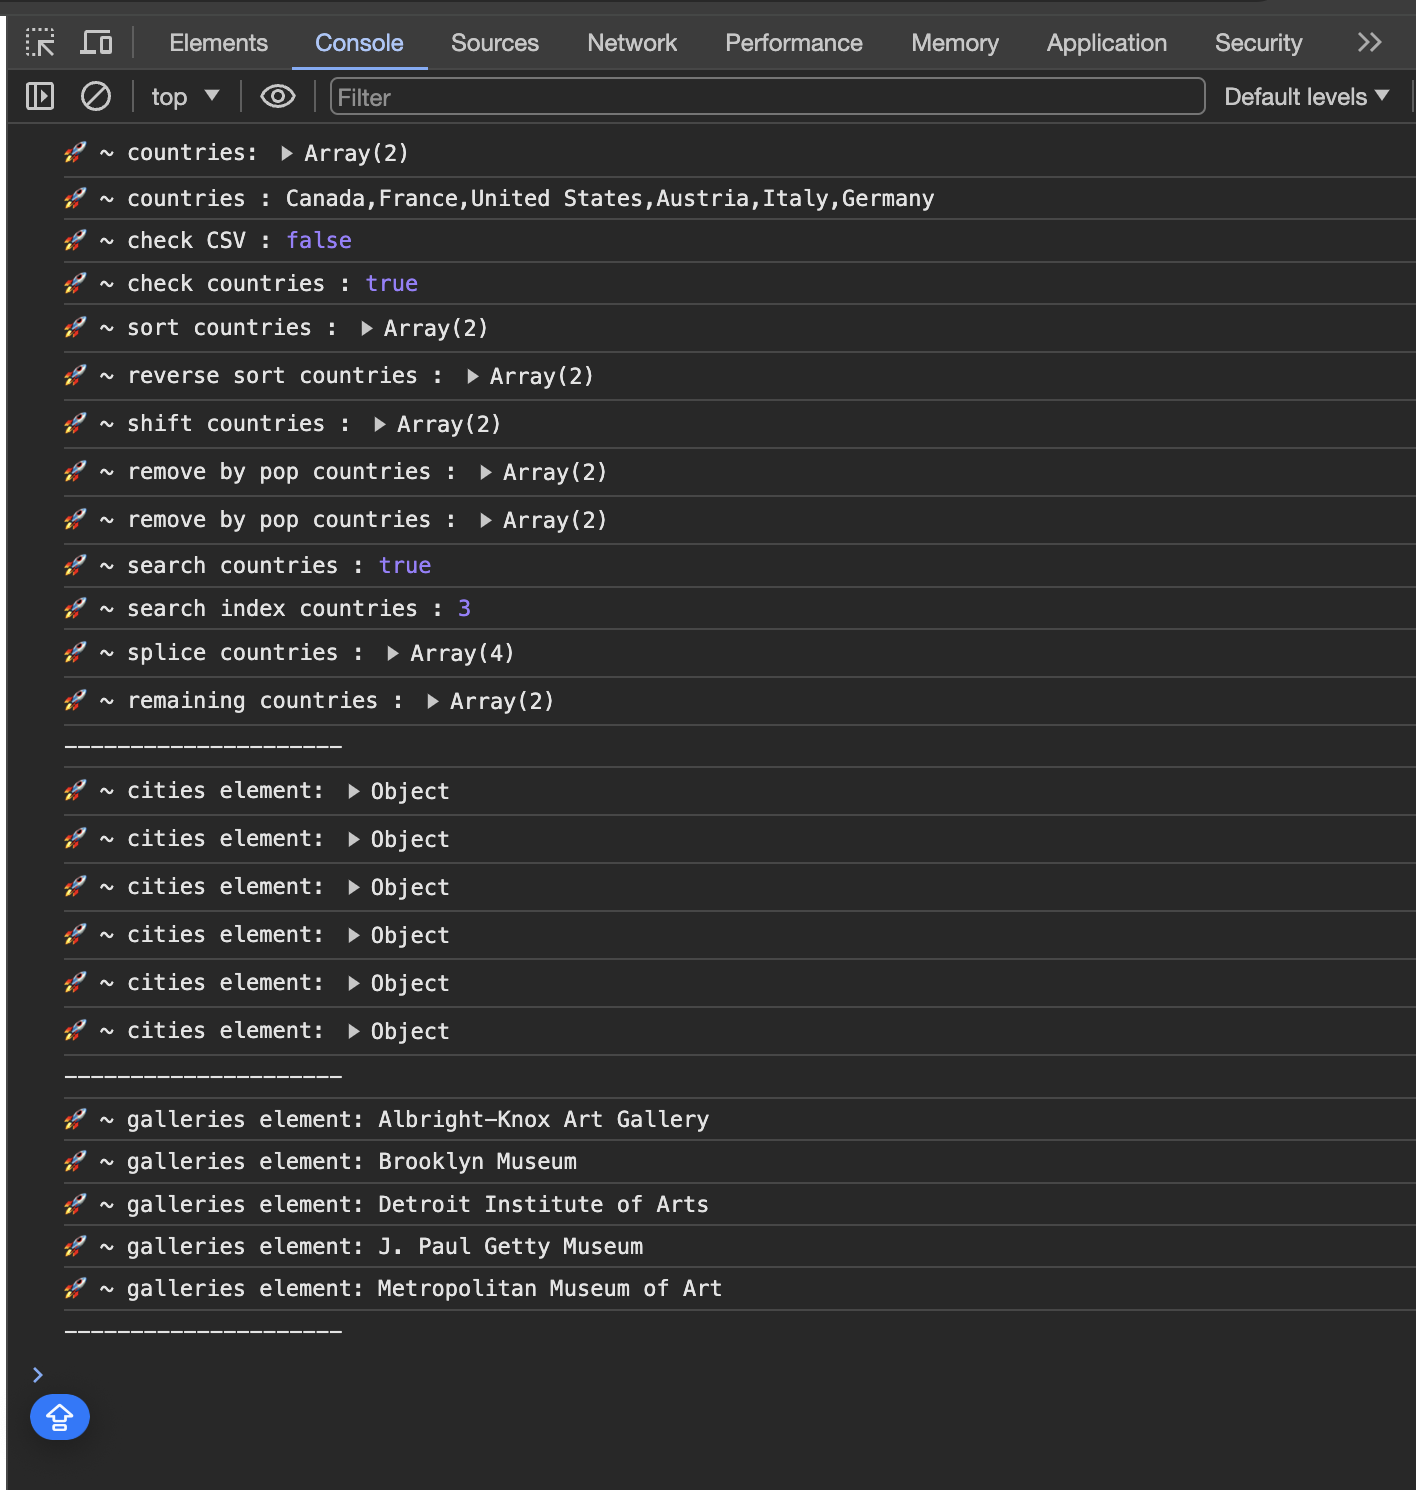 Elements Console Sources Network Performance Memory Application Security
top Filter Default levels
🚀 ~ countries: ▶ Array(2)
🚀 ~ countries : Canada,France,United States,Austria,Italy,Germany
🚀 ~ check CSV : false
🚀 ~ check countries : true
🚀 ~ sort countries : ▶ Array(2)
🚀 ~ reverse sort countries : ▶ Array(2)
🚀 ~ shift countries : ▶ Array(2)
🚀 ~ remove by pop countries : ▶ Array(2)
🚀 ~ remove by pop countries : ▶ Array(2)
🚀 ~ search countries : true
🚀 ~ search index countries : 3
🚀 ~ splice countries : ▶ Array(4)
🚀 ~ remaining countries : ▶ Array(2)
---------------------
🚀 ~ cities element: ▶ Object
🚀 ~ cities element: ▶ Object
🚀 ~ cities element: ▶ Object
🚀 ~ cities element: ▶ Object
🚀 ~ cities element: ▶ Object
🚀 ~ cities element: ▶ Object
---------------------
🚀 ~ galleries element: Albright-Knox Art Gallery
🚀 ~ galleries element: Brooklyn Museum
🚀 ~ galleries element: Detroit Institute of Arts
🚀 ~ galleries element: J. Paul Getty Museum
🚀 ~ galleries element: Metropolitan Museum of Art
---------------------